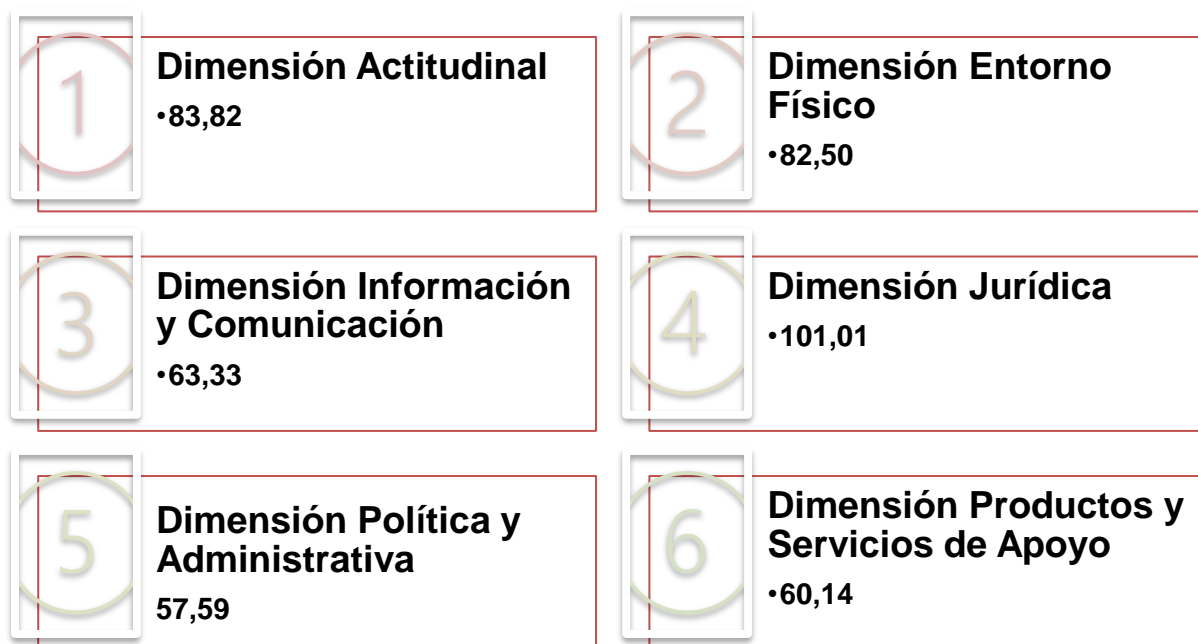 1
Dimensión Actitudinal
•83,82
2
Dimensión Entorno
Físico
•82,50
3
Dimensión Información
y Comunicación
•63,33
4
Dimensión Jurídica
•101,01
5
Dimensión Política y
Administrativa
57,59
6
Dimensión Productos y
Servicios de Apoyo
•60,14